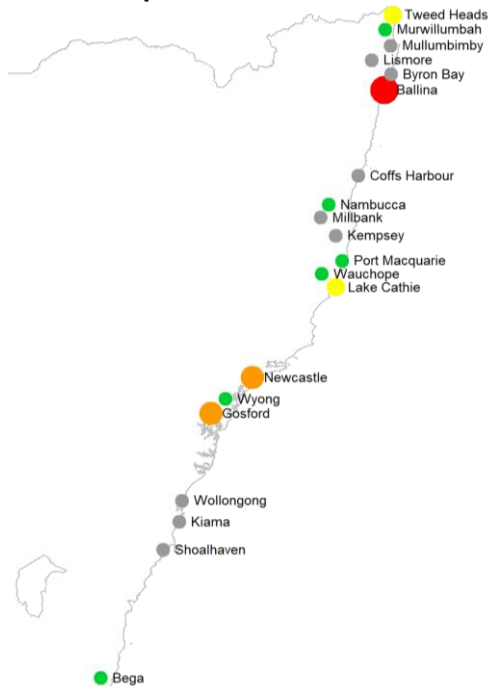 Tweed Heads
Murwillumbah
Mullumbimby
Lismore
Byron Bay
Ballina
Coffs Harbour
Nambucca
Millbank
Kempsey
Port Macquarie
Wauchope
Lake Cathie
Newcastle
Wyong
Gosford
Wollongong
Kiama
Shoalhaven
Bega